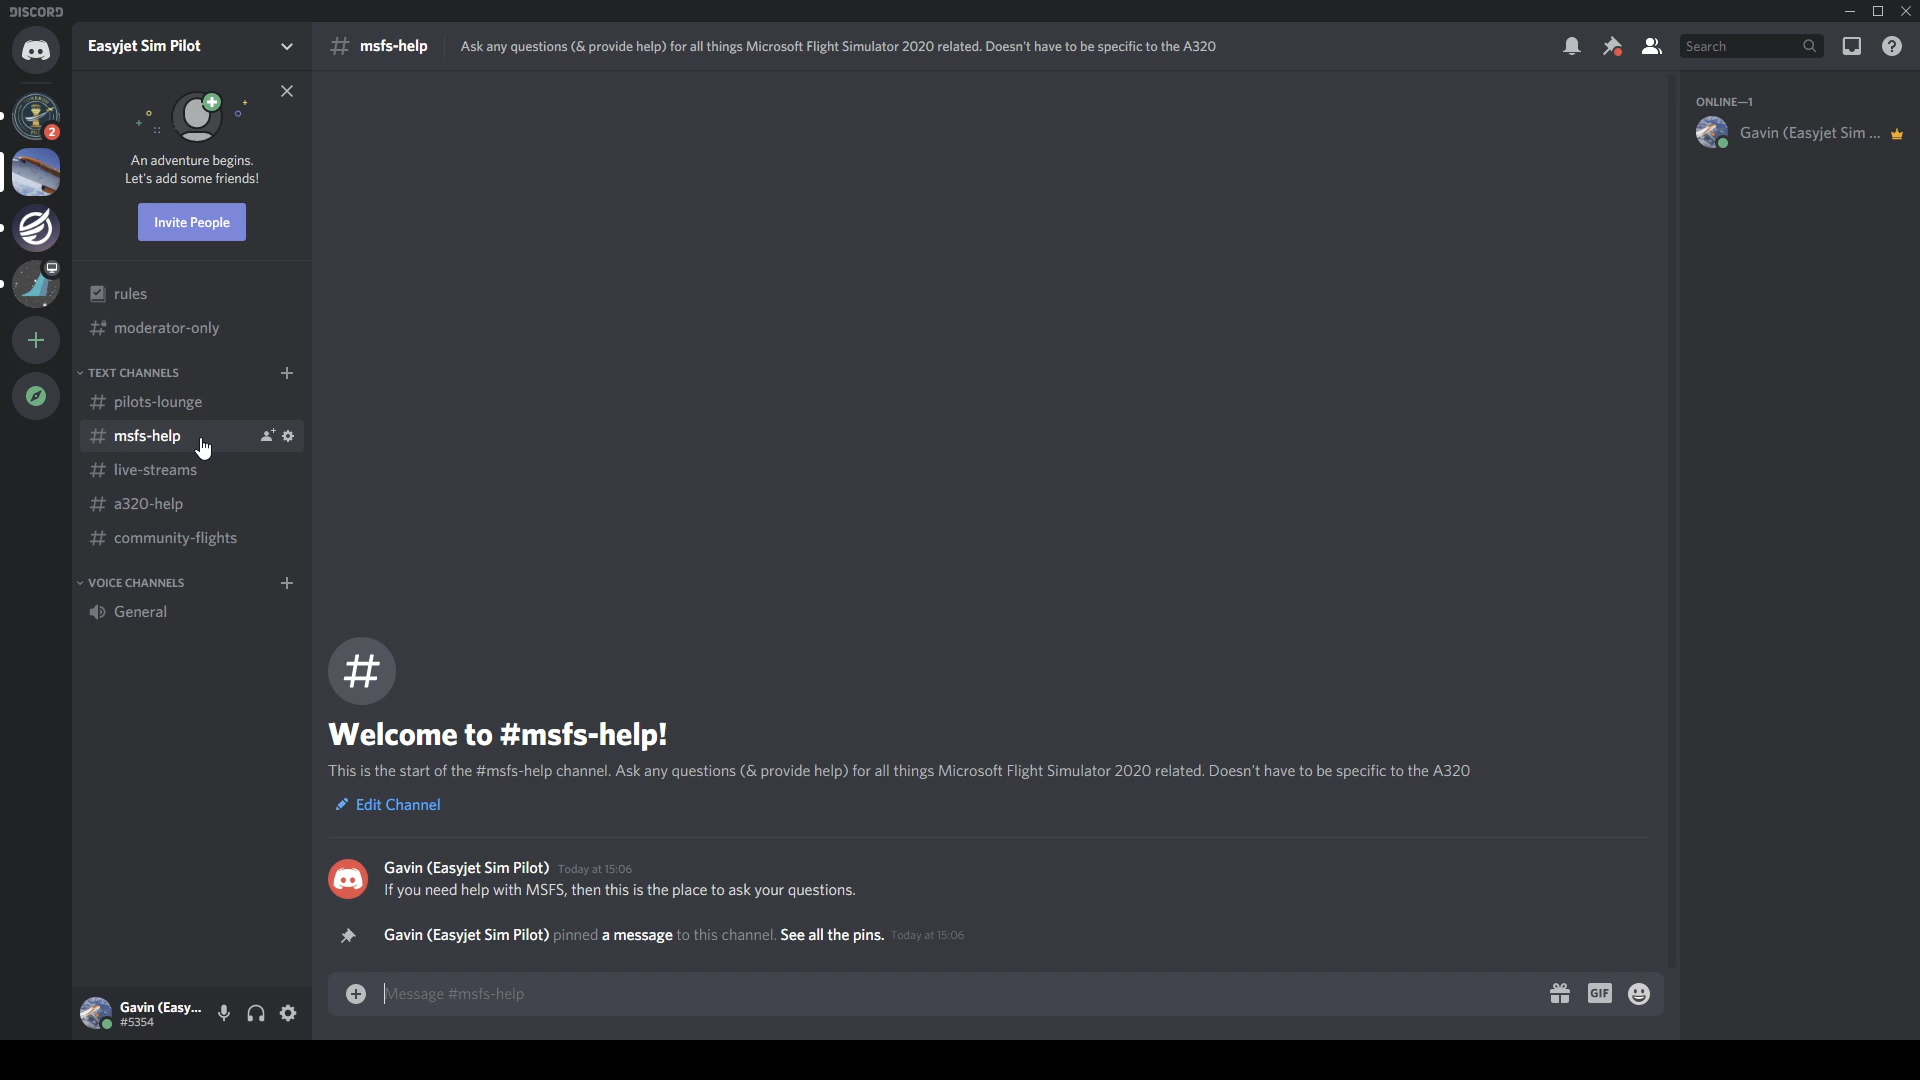 DISCORD
Easyjet Sim Pilot
# msfs-help
Ask any questions (& provide help) for all things Microsoft Flight Simulator 2020 related. Doesn't have to be specific to the A320
Search
2
An adventure begins.
Let's add some friends!
Invite People
rules
moderator-only
TEXT CHANNELS
pilots-lounge
msfs-help
live-streams
a320-help
community-flights
VOICE CHANNELS
General
Gavin (Easy...
#5354
#
Welcome to #msfs-help!
This is the start of the #msfs-help channel. Ask any questions (& provide help) for all things Microsoft Flight Simulator 2020 related. Doesn't have to be specific to the A320
Edit Channel
Gavin (Easyjet Sim Pilot) Today at 15:06
If you need help with MSFS, then this is the place to ask your questions.
Gavin (Easyjet Sim Pilot) pinned a message to this channel. See all the pins. Today at 15:06
Message #msfs-help
GIF
ONLINE—1
Gavin (Easyjet Sim ...